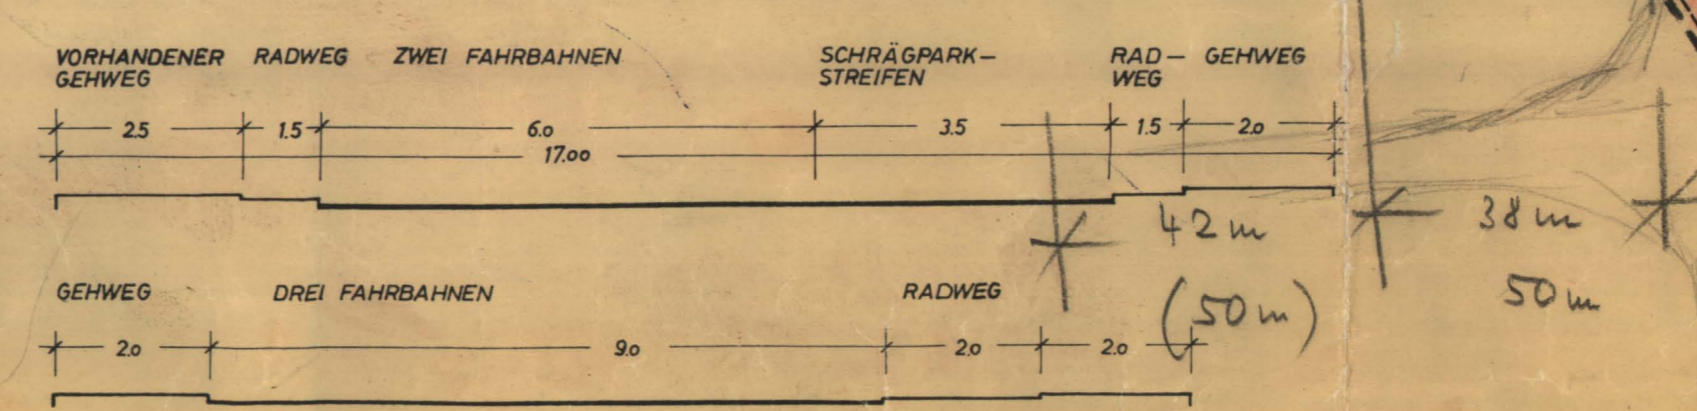 VORHANDENER GEHWEG RADWEG ZWEI FAHRBAHNEN SCHRÄGPARK-STREIFEN RAD-WEG GEHWEG
2.5 1.5 6.0 3.5 1.5 2.0
17.00
42 m 38 m
(50 m) 50 m
GEHWEG DREI FAHRBAHNEN RADWEG
2.0 9.0 2.0 2.0